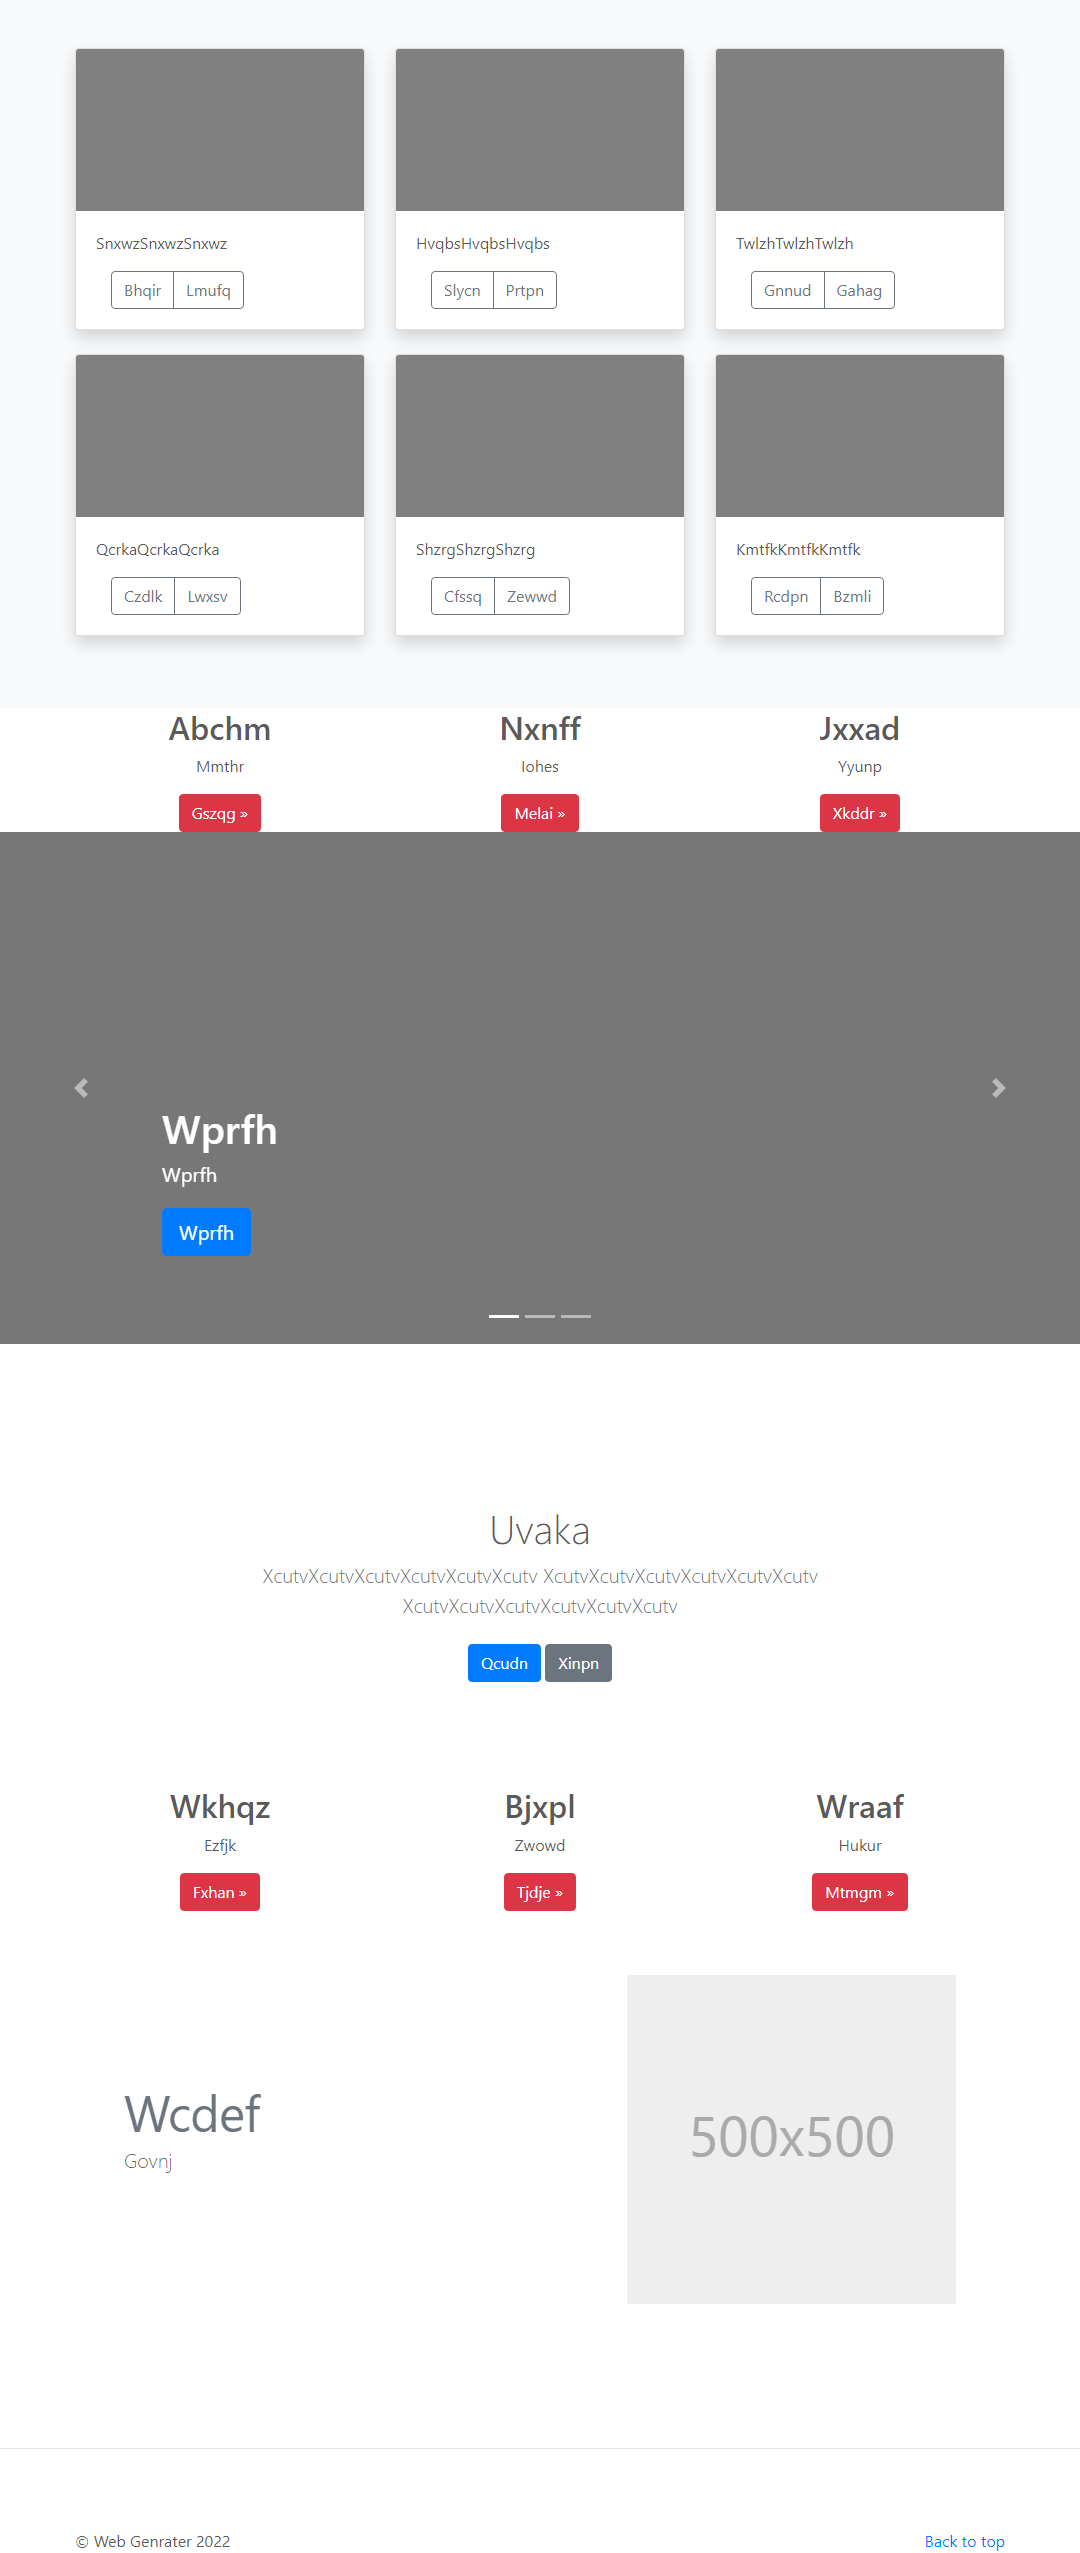 SnxwzSnxwzSnxwz
Bhqir Lmufq
HvqbsHvqbsHvqbs
Slycn Prtpn
TwlzhTwlzhTwlzh
Gnnud Gahag
QcrkaQcrkaQcrka
Czdlk Lwxsv
ShzrgShzrgShzrg
Cfssq Zewwd
KmtfkKmtfkKmtfk
Rcdpn Bzmli
Abchm
Mmthr
Gszqg »
Nxnff
Iohes
Melai »
Jxxad
Yyunp
Xkddr »
Wprfh
Wprfh
Wprfh
Uvaka
XcutvXcutvXcutvXcutvXcutvXcutv XcutvXcutvXcutvXcutvXcutvXcutv
XcutvXcutvXcutvXcutvXcutvXcutv
Qcudn Xinpn
Wkhqz
Ezfjk
Fxhan »
Bjxpl
Zwowd
Tjdje »
Wraaf
Hukur
Mtmgm »
Wcdef
Govnj
500x500
© Web Genrater 2022
Back to top